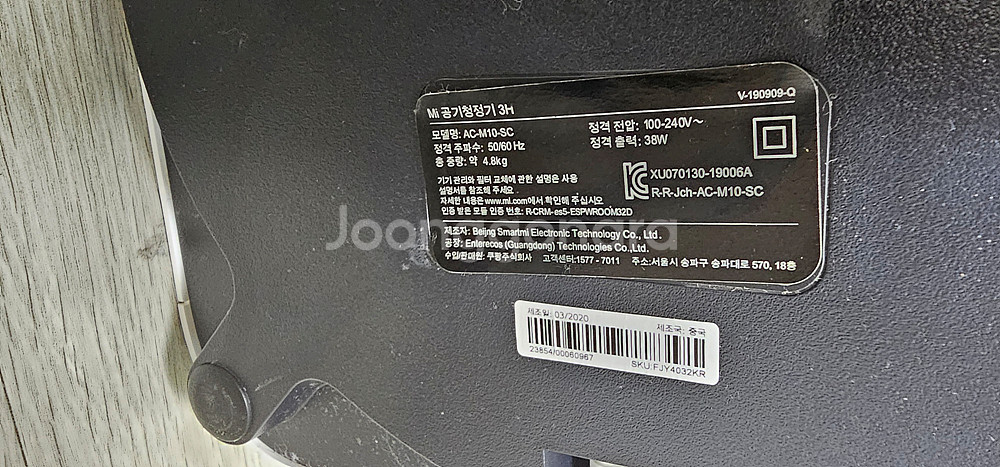 V-190909-Q
Mi 공기청정기 3H
모델명: AC-M10-SC
정격 주파수: 50/60 Hz
총 중량: 약 4.8kg
정격 전압: 100-240V~
정격 출력: 38W
기기 관리와 필터 교체에 관한 설명은 사용
설명서를 참조해 주세요
자세한 내용은 www.mi.com에서 확인해 주십시오
인증 받은 모듈 인증 번호: R-CRM-es5-ESPWROOM32D
XU070130-19006A
R-R-Jch-AC-M10-SC
제조자: Beijng Smartmi Electronic Technology Co., Ltd.
공장: Enterecos (Guangdong) Technologies Co.,Ltd.
수입/판매원: 쿠팡주식회사 고객센터:1577-7011 주소:서울시 송파구 송파대로 570, 18층
Joonggonara
제조일: 03/2020 제조국: 중국
23854/00060967
SKU:FJY4032KR